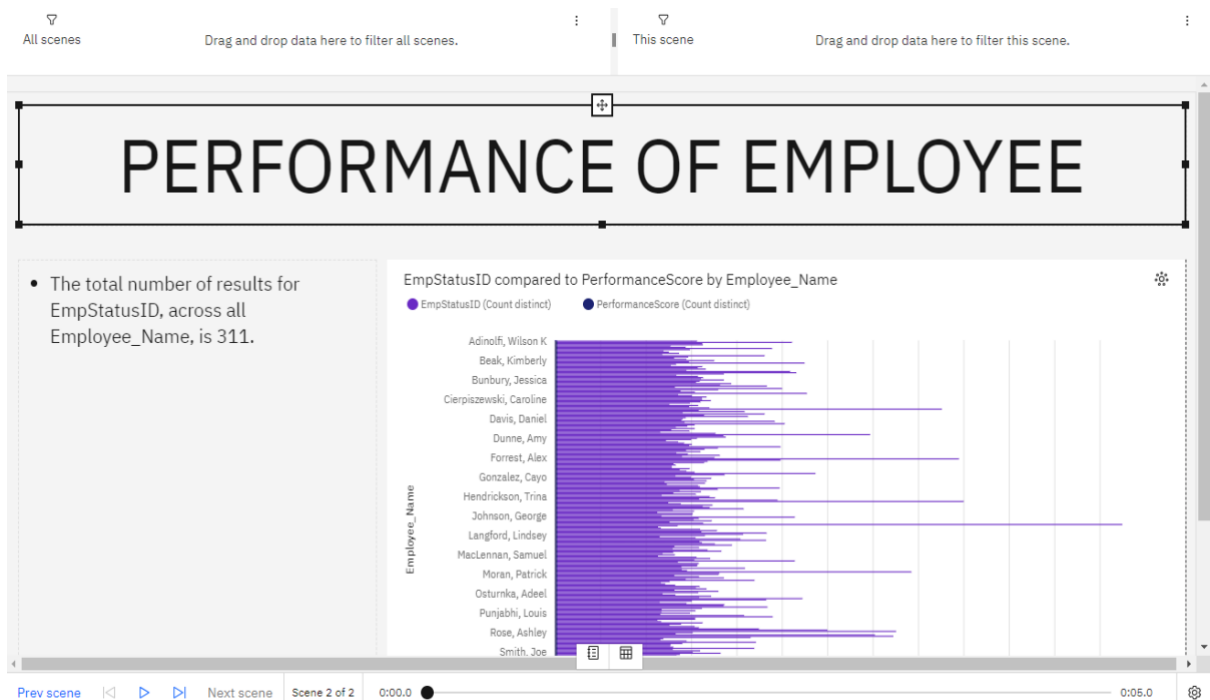 All scenes
Drag and drop data here to filter all scenes.
This scene
Drag and drop data here to filter this scene.
PERFORMANCE OF EMPLOYEE
• The total number of results for
EmpStatusID, across all
Employee_Name, is 311.
EmpStatusID compared to PerformanceScore by Employee_Name
EmpStatusID (Count distinct)
PerformanceScore (Count distinct)
Employee_Name
Adinolfi, Wilson K
Beak, Kimberly
Bunbury, Jessica
Cierpiszewski, Caroline
Davis, Daniel
Dunne, Amy
Forrest, Alex
Gonzalez, Cayo
Hendrickson, Trina
Johnson, George
Langford, Lindsey
MacLennan, Samuel
Moran, Patrick
Osturnka, Adeel
Punjabhi, Louis
Rose, Ashley
Smith, Joe
Prev scene
Next scene
Scene 2 of 2
0:00.0
0:05.0